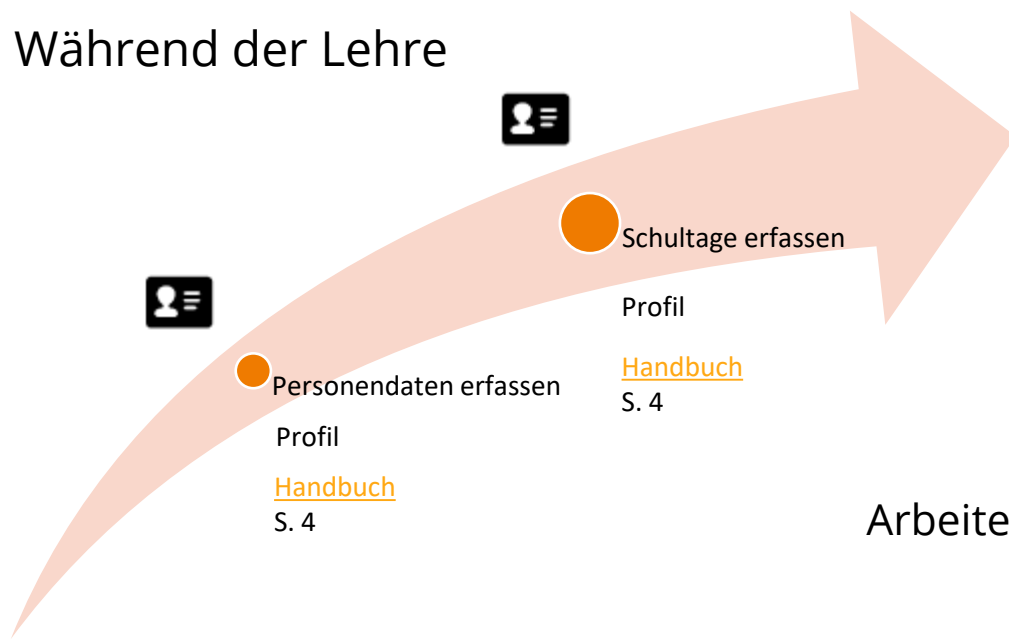 Während der Lehre
Schultage erfassen
Profil
Handbuch
S. 4
Personendaten erfassen
Profil
Handbuch
S. 4
Arbeite